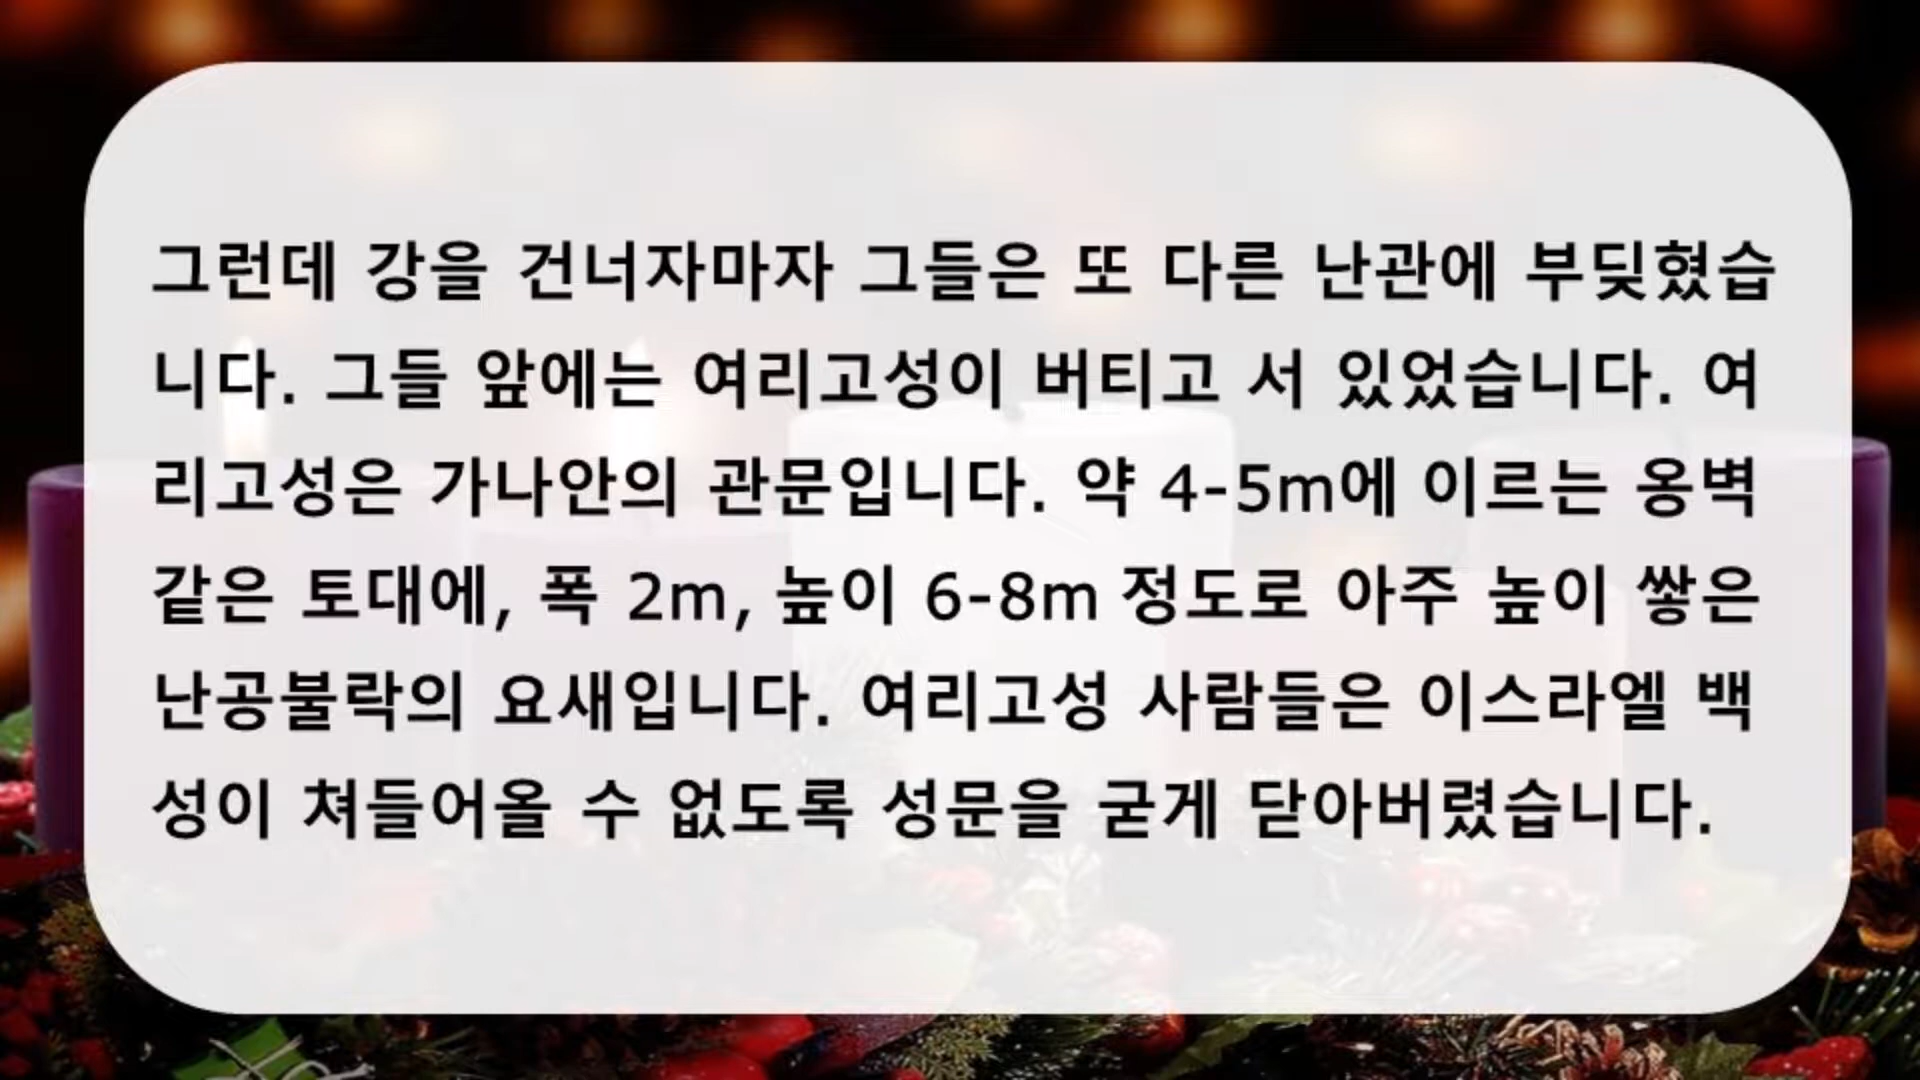 그런데 강을 건너자마자 그들은 또 다른 난관에 부딪혔습
니다. 그들 앞에는 여리고성이 버티고 서 있었습니다. 여
리고성은 가나안의 관문입니다. 약 4-5m에 이르는 옹벽
같은 토대에, 폭 2m, 높이 6-8m 정도로 아주 높이 쌓은
난공불락의 요새입니다. 여리고성 사람들은 이스라엘 백
성이 쳐들어올 수 없도록 성문을 굳게 닫아버렸습니다.